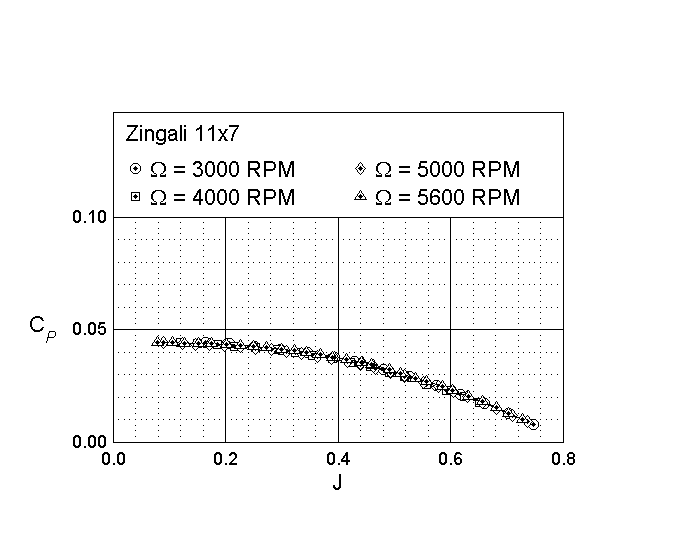 Zingali 11x7
Ω = 3000 RPM
Ω = 5000 RPM
Ω = 4000 RPM
Ω = 5600 RPM
0.10
0.05
0.00
CP
0.0 0.2 0.4 0.6 0.8
J